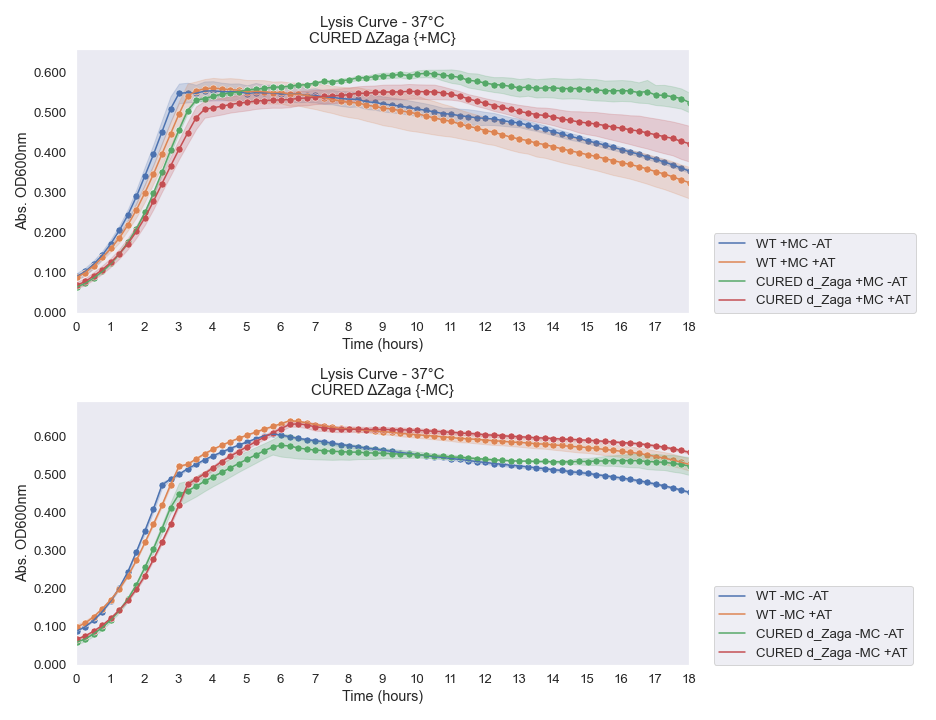 Lysis Curve - 37°C
CURED ΔZaga {+MC}
Abs. OD600nm
0.600
0.500
0.400
0.300
0.200
0.100
0.000
0 1 2 3 4 5 6 7 8 9 10 11 12 13 14 15 16 17 18
Time (hours)
WT +MC -AT
WT +MC +AT
CURED d_Zaga +MC -AT
CURED d_Zaga +MC +AT
Lysis Curve - 37°C
CURED ΔZaga {-MC}
Abs. OD600nm
0.600
0.500
0.400
0.300
0.200
0.100
0.000
0 1 2 3 4 5 6 7 8 9 10 11 12 13 14 15 16 17 18
Time (hours)
WT -MC -AT
WT -MC +AT
CURED d_Zaga -MC -AT
CURED d_Zaga -MC +AT